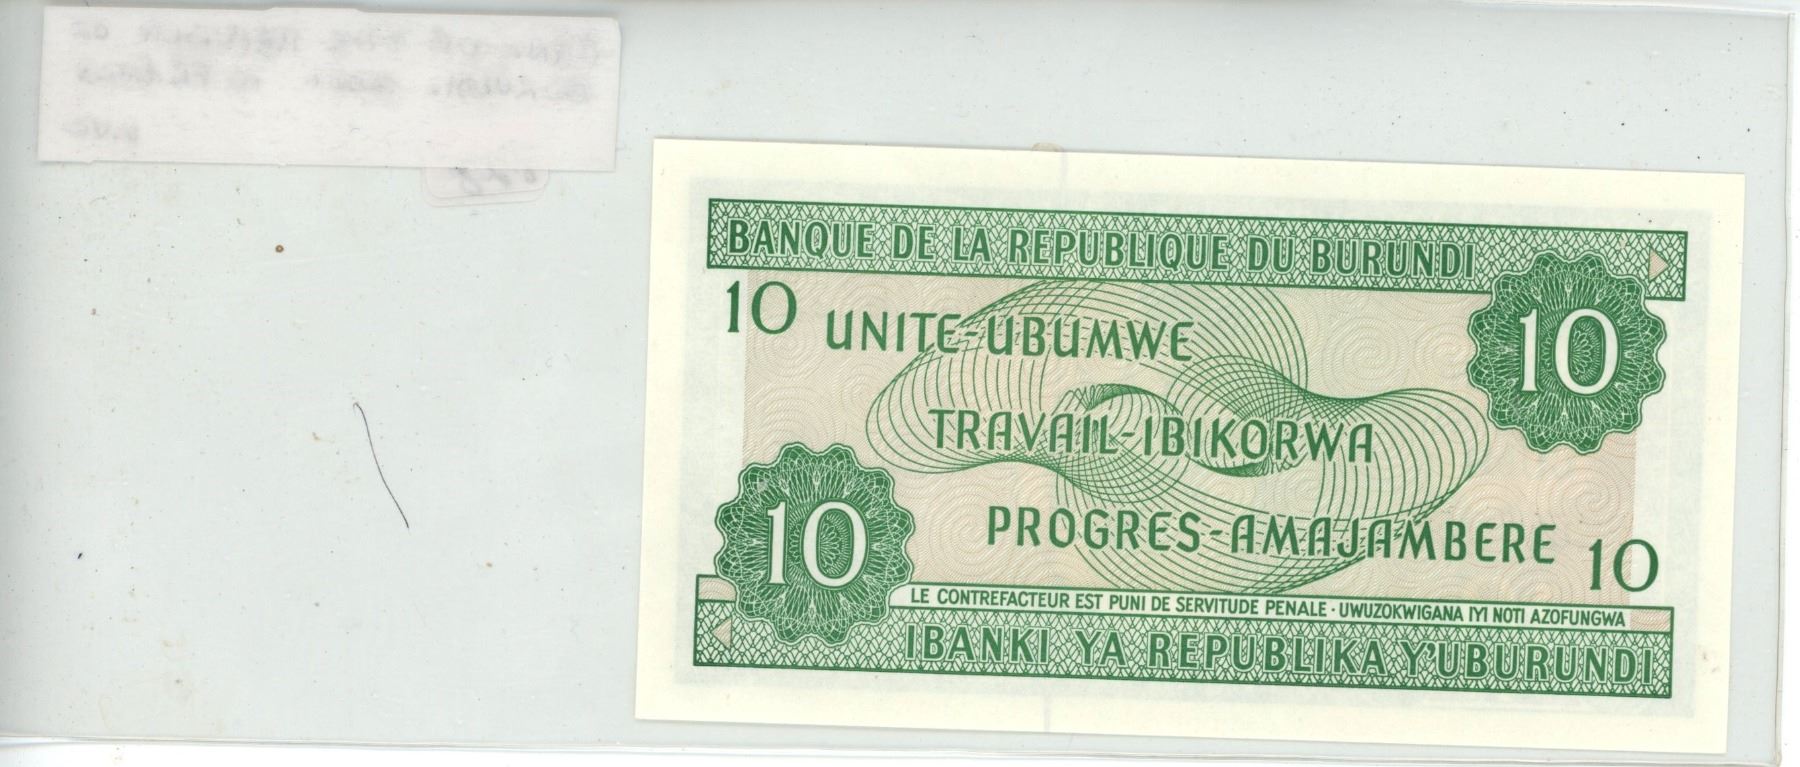 BANQUE DE LA REPUBLIQUE DU BURUNDI
10
10
UNITE-UBUMWE
TRAVAIL-IBIKORWA
PROGRES-AMAJAMBERE
10
10
LE CONTREFACTEUR EST PUNI DE SERVITUDE PENALE · UWUZOKWIGANA IYI NOTI AZOFUNGWA
IBANKI YA REPUBLIKA Y'UBURUNDI